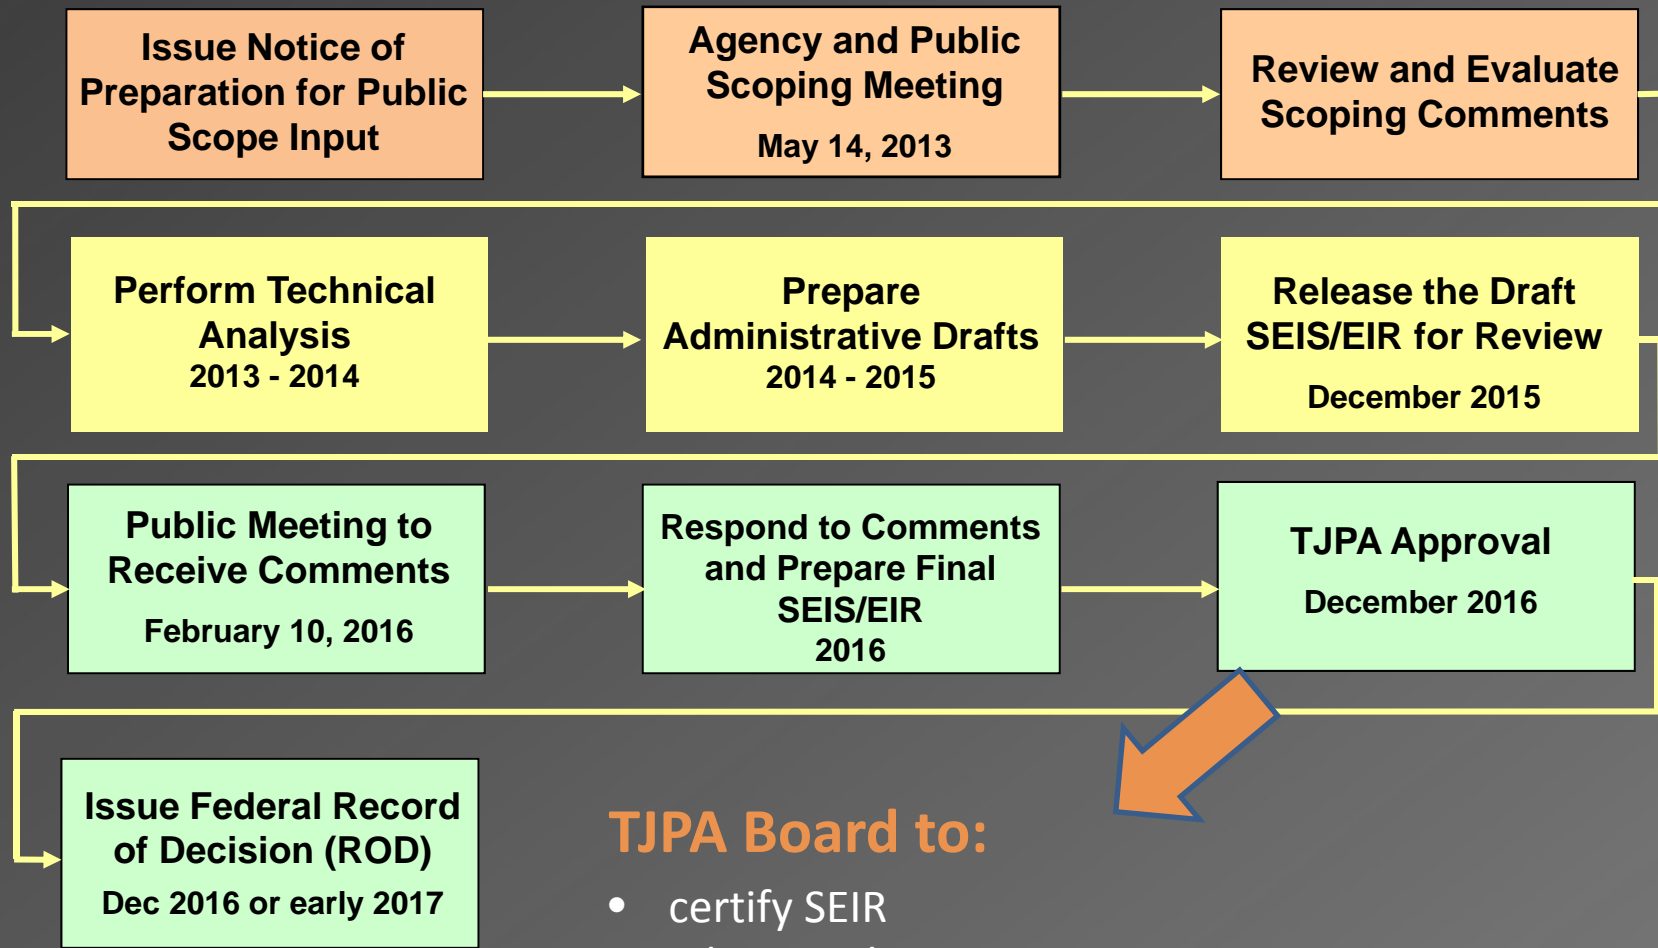 Issue Notice of
Preparation for Public
Scope Input
Agency and Public
Scoping Meeting
May 14, 2013
Review and Evaluate
Scoping Comments
Perform Technical
Analysis
2013 - 2014
Prepare
Administrative Drafts
2014 - 2015
Release the Draft
SEIS/EIR for Review
December 2015
Public Meeting to
Receive Comments
February 10, 2016
Respond to Comments
and Prepare Final
SEIS/EIR
2016
TJPA Approval
December 2016
Issue Federal Record
of Decision (ROD)
Dec 2016 or early 2017
TJPA Board to:
• certify SEIR